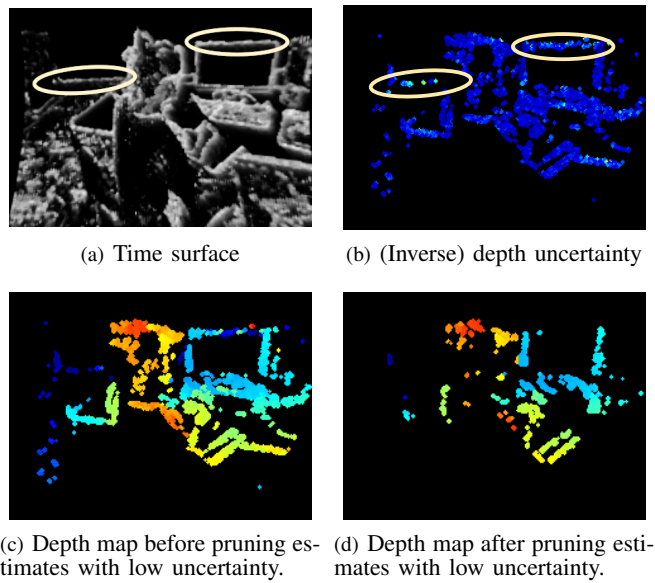 (a) Time surface
(b) (Inverse) depth uncertainty
(c) Depth map before pruning es-
timates with low uncertainty.
(d) Depth map after pruning esti-
mates with low uncertainty.